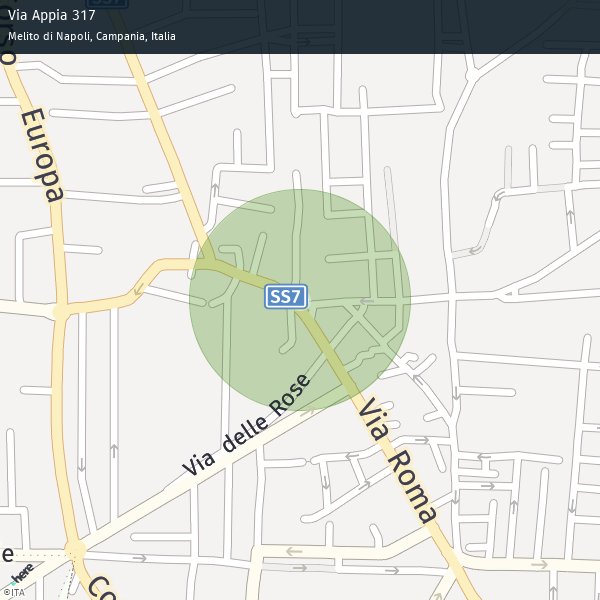 Via Appia 317
Melito di Napoli, Campania, Italia
Europa
SS7
Via delle Rose
Via Roma
here
©ITA